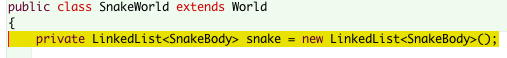 public class SnakeWorld extends World
{
private LinkedList<SnakeBody> snake = new LinkedList<SnakeBody>();